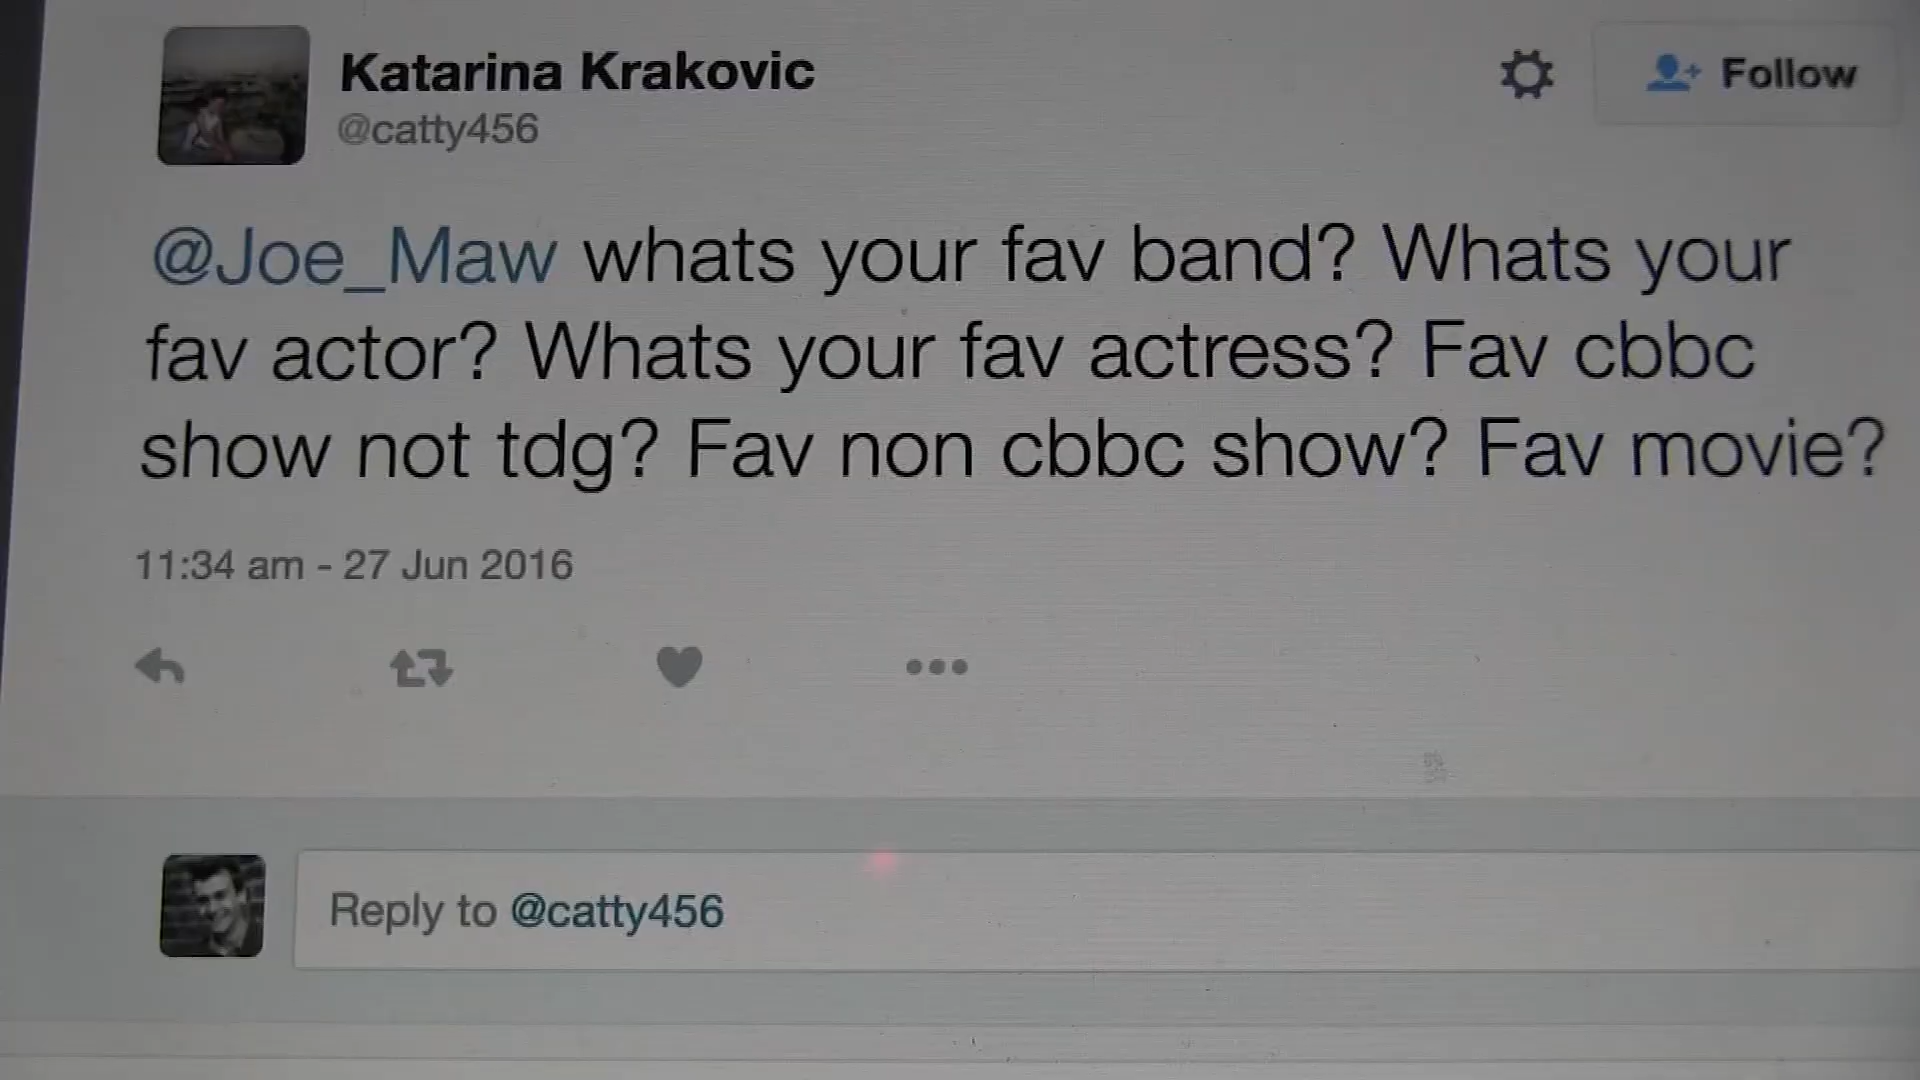 Katarina Krakovic
@catty456
Follow
@Joe_Maw whats your fav band? Whats your
fav actor? Whats your fav actress? Fav cbbc
show not tdg? Fav non cbbc show? Fav movie?
11:34 am - 27 Jun 2016
Reply to @catty456